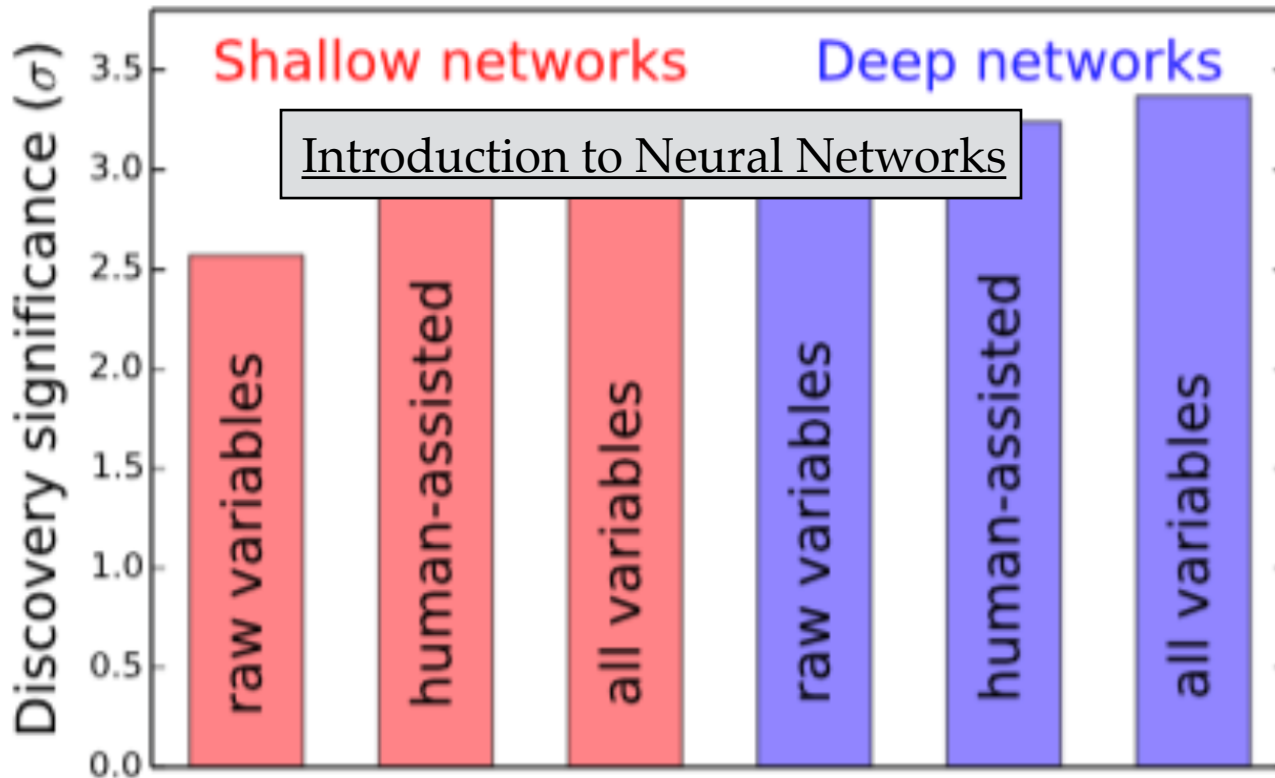 Shallow networks
Deep networks
Introduction to Neural Networks
Discovery significance (σ)
3.5
3.0
2.5
2.0
1.5
1.0
0.5
0.0
raw variables
human-assisted
all variables
raw variables
human-assisted
all variables